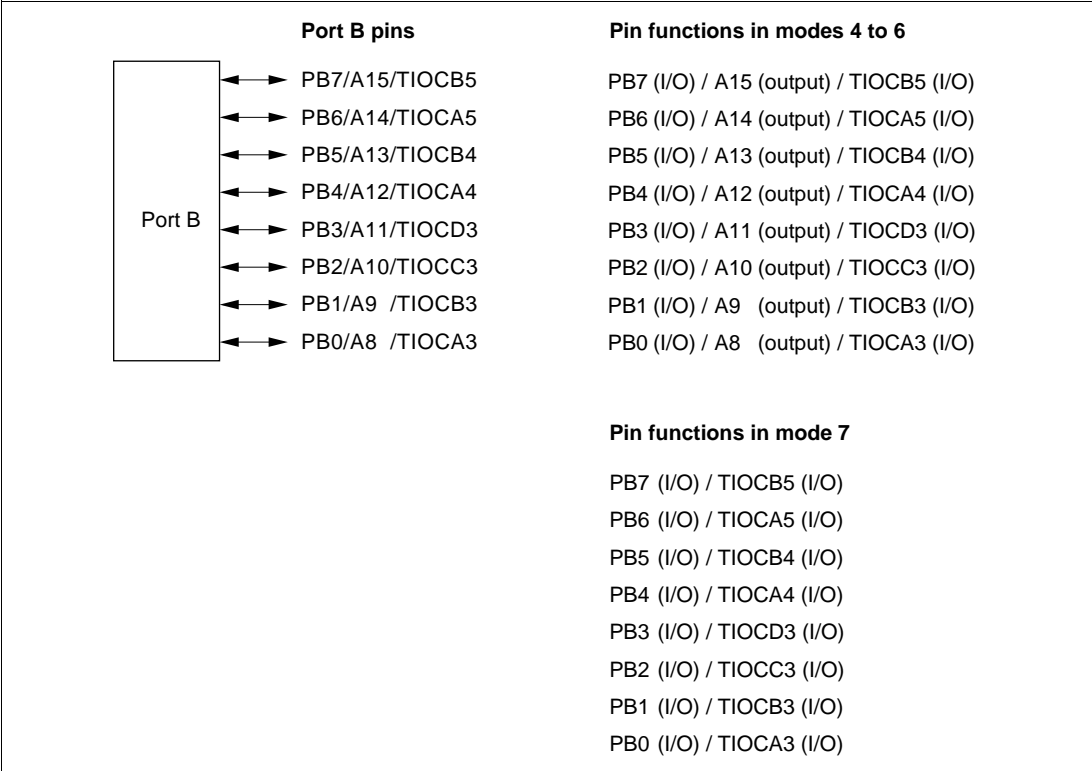 Port B pins
Pin functions in modes 4 to 6
Port B
PB7/A15/TIOCB5
PB7 (I/O) / A15 (output) / TIOCB5 (I/O)
PB6/A14/TIOCA5
PB6 (I/O) / A14 (output) / TIOCA5 (I/O)
PB5/A13/TIOCB4
PB5 (I/O) / A13 (output) / TIOCB4 (I/O)
PB4/A12/TIOCA4
PB4 (I/O) / A12 (output) / TIOCA4 (I/O)
PB3/A11/TIOCD3
PB3 (I/O) / A11 (output) / TIOCD3 (I/O)
PB2/A10/TIOCC3
PB2 (I/O) / A10 (output) / TIOCC3 (I/O)
PB1/A9 /TIOCB3
PB1 (I/O) / A9 (output) / TIOCB3 (I/O)
PB0/A8 /TIOCA3
PB0 (I/O) / A8 (output) / TIOCA3 (I/O)
Pin functions in mode 7
PB7 (I/O) / TIOCB5 (I/O)
PB6 (I/O) / TIOCA5 (I/O)
PB5 (I/O) / TIOCB4 (I/O)
PB4 (I/O) / TIOCA4 (I/O)
PB3 (I/O) / TIOCD3 (I/O)
PB2 (I/O) / TIOCC3 (I/O)
PB1 (I/O) / TIOCB3 (I/O)
PB0 (I/O) / TIOCA3 (I/O)